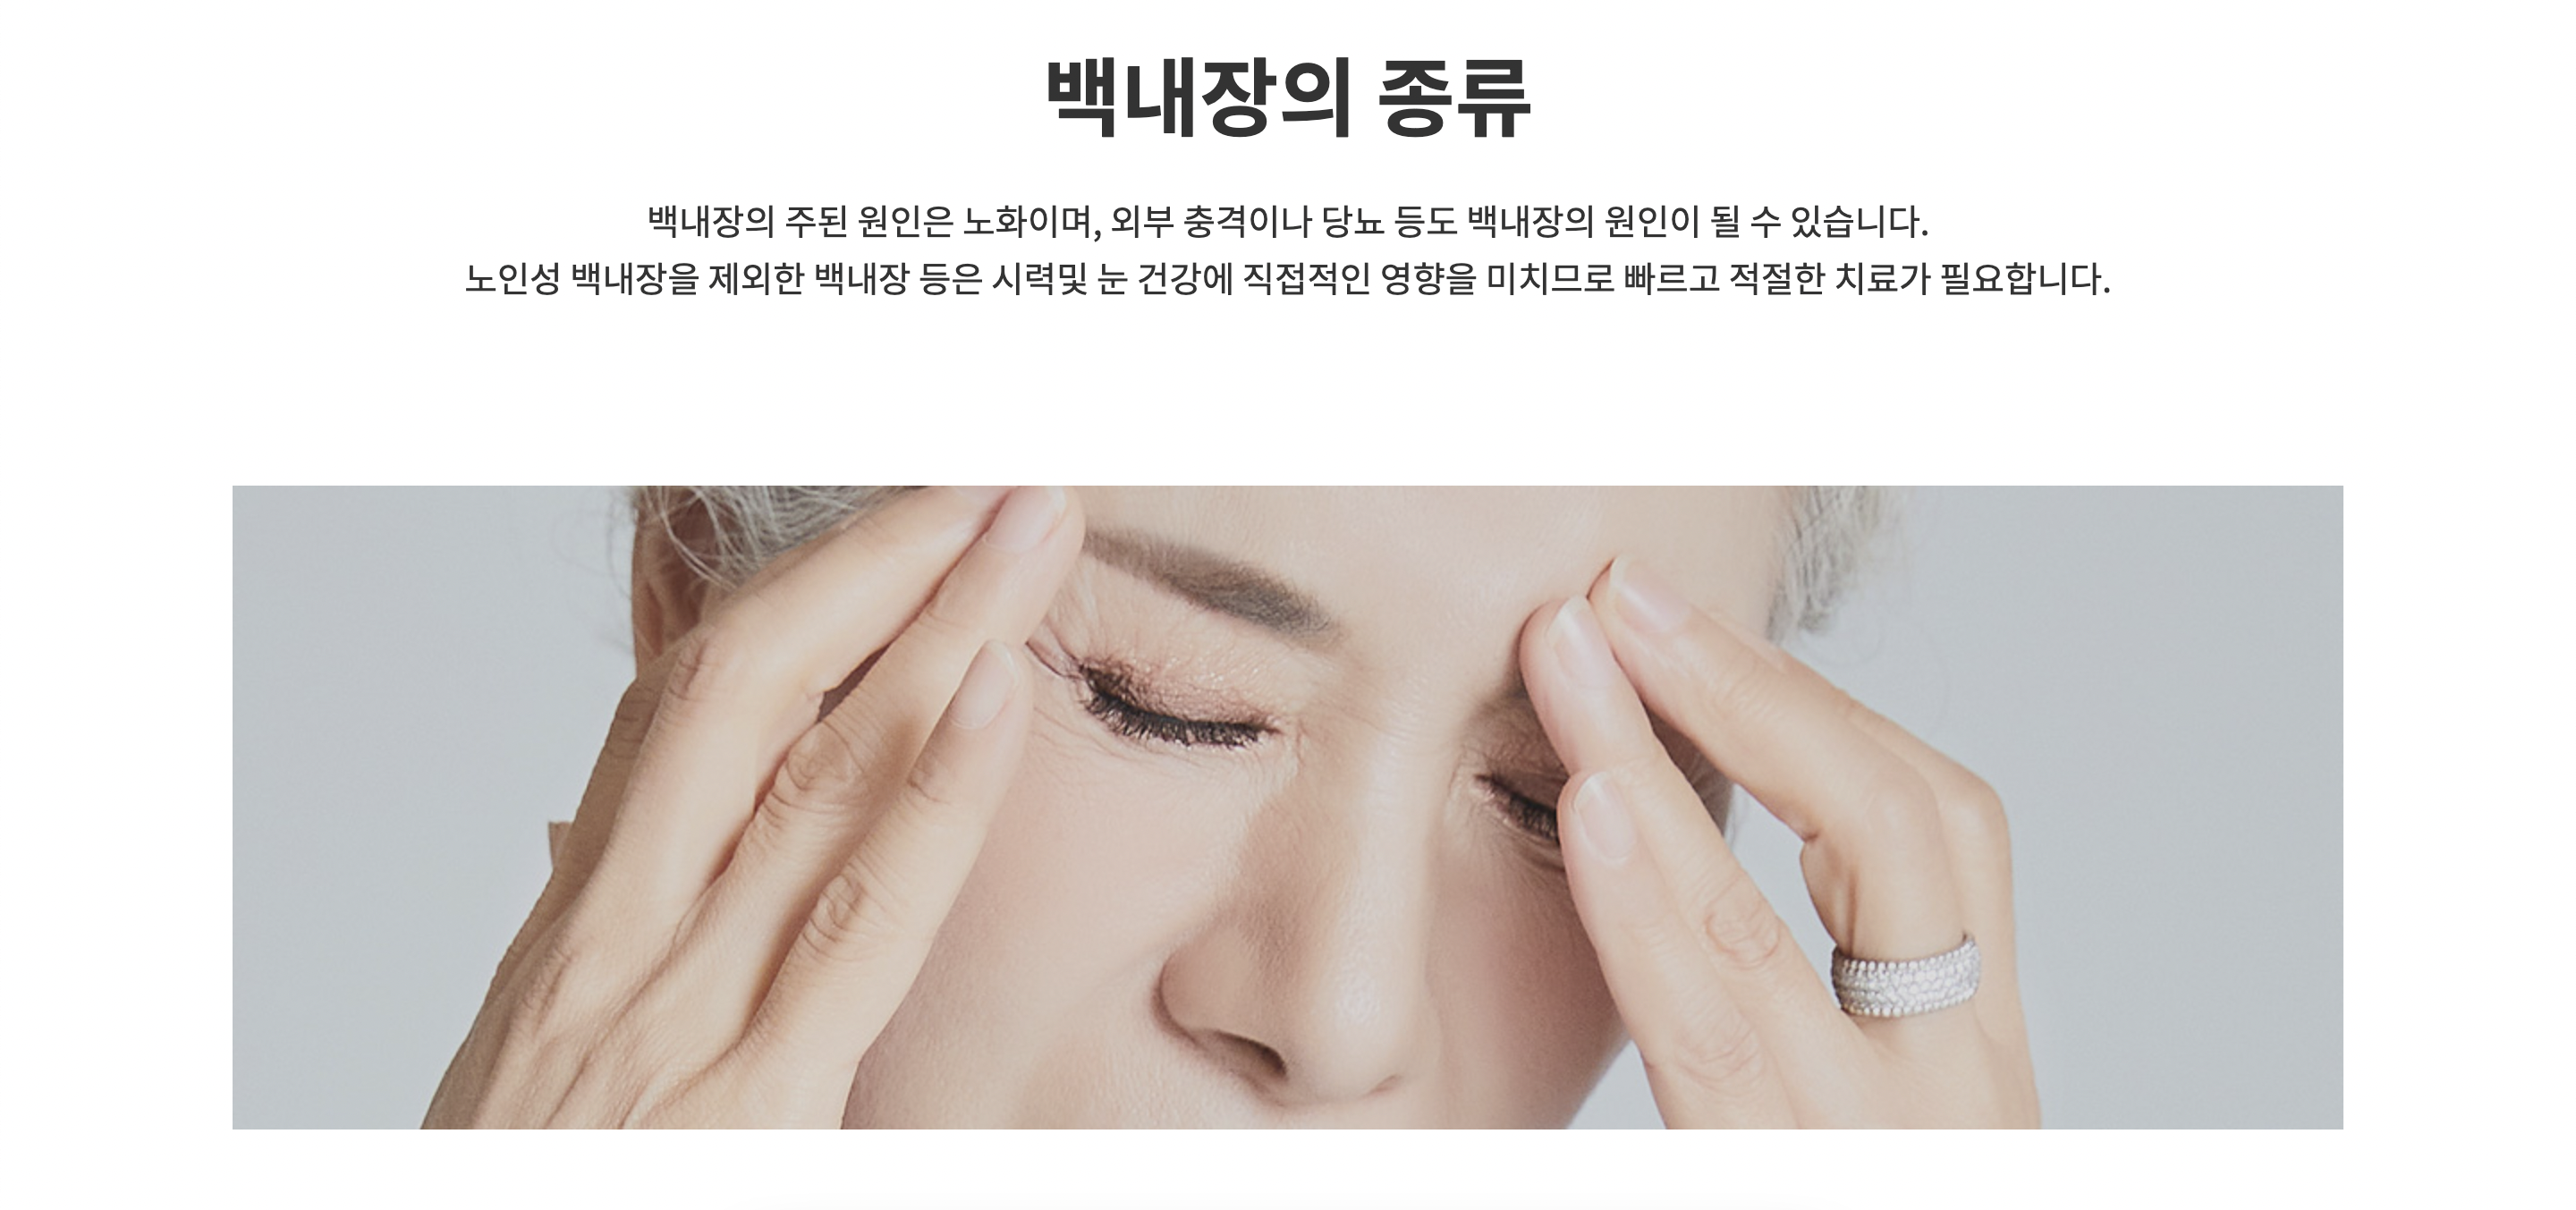 백내장의 종류
백내장의 주된 원인은 노화이며, 외부 충격이나 당뇨 등도 백내장의 원인이 될 수 있습니다.
노인성 백내장을 제외한 백내장 등은 시력및 눈 건강에 직접적인 영향을 미치므로 빠르고 적절한 치료가 필요합니다.